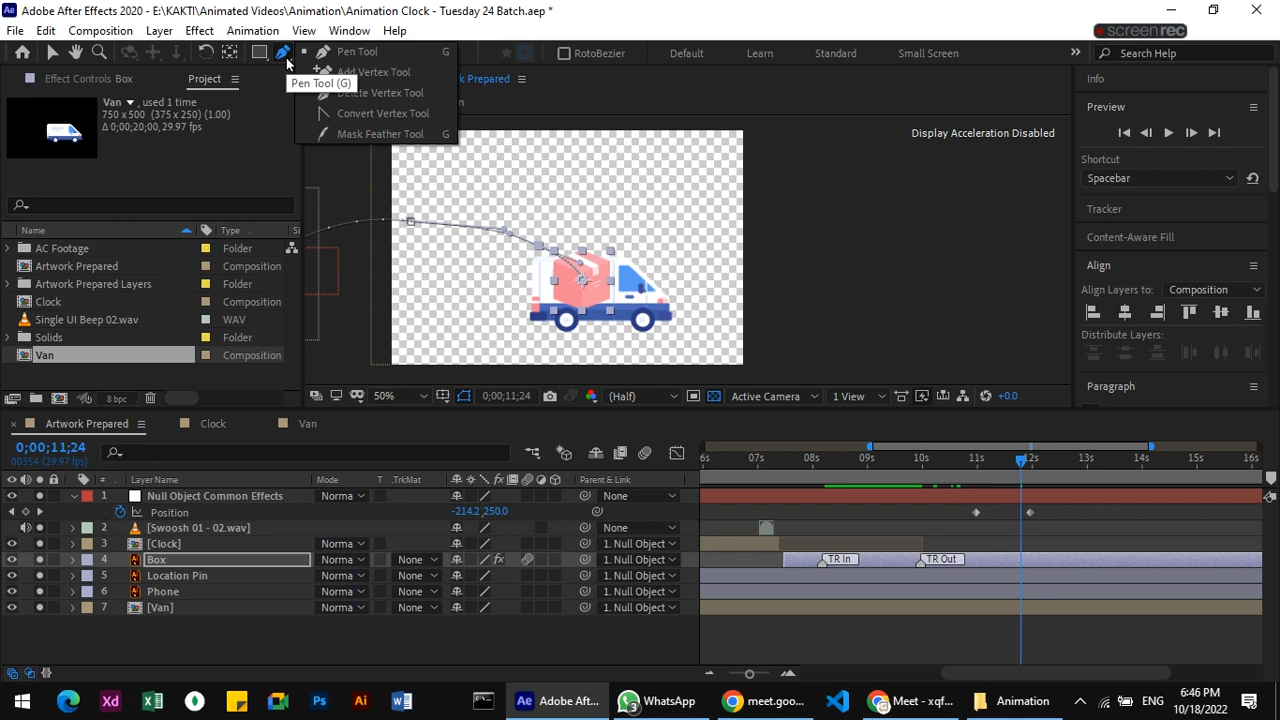 Adobe After Effects 2020 - E:\KAKTI\Animated Videos\Animation\Animation Clock - Tuesday 24 Batch.aep *
File Edit Composition Layer Effect Animation View Window Help
screenrec
RotoBezier Default Learn Standard Small Screen Search Help
Pen Tool G
Add Vertex Tool
Pen Tool (G)
Delete Vertex Tool
Convert Vertex Tool
Mask Feather Tool G
Effect Controls Box Project
Prepared
Van , used 1 time
750 x 500 (375 x 250) (1.00)
Δ 0;00;20;00, 29.97 fps
Name Type
AC Footage Folder
Artwork Prepared Composition
Artwork Prepared Layers Folder
Clock Composition
Single UI Beep 02.wav WAV
Solids Folder
Van Composition
8 bpc
Display Acceleration Disabled
50% 0;00;11;24 (Half) Active Camera 1 View +0.0
Info
Preview
Shortcut
Spacebar
Tracker
Content-Aware Fill
Align
Align Layers to: Composition
Distribute Layers:
Paragraph
Artwork Prepared Clock Van
0;00;11;24
00354 (29.97 fps)
6s 07s 08s 09s 10s 11s 12s 13s 14s 15s 16s
# Layer Name Mode T .TrkMat Parent & Link
1 Null Object Common Effects Norma None
Position -214.2,250.0
2 [Swoosh 01 - 02.wav] None
3 [Clock] Norma 1. Null Object
4 Box Norma None fx 1. Null Object TR In TR Out
5 Location Pin Norma None 1. Null Object
6 Phone Norma None 1. Null Object
7 [Van] Norma None 1. Null Object
Adobe After Effe... WhatsApp meet.goo... Meet - xqf... Animation ENG 6:46 PM
10/18/2022